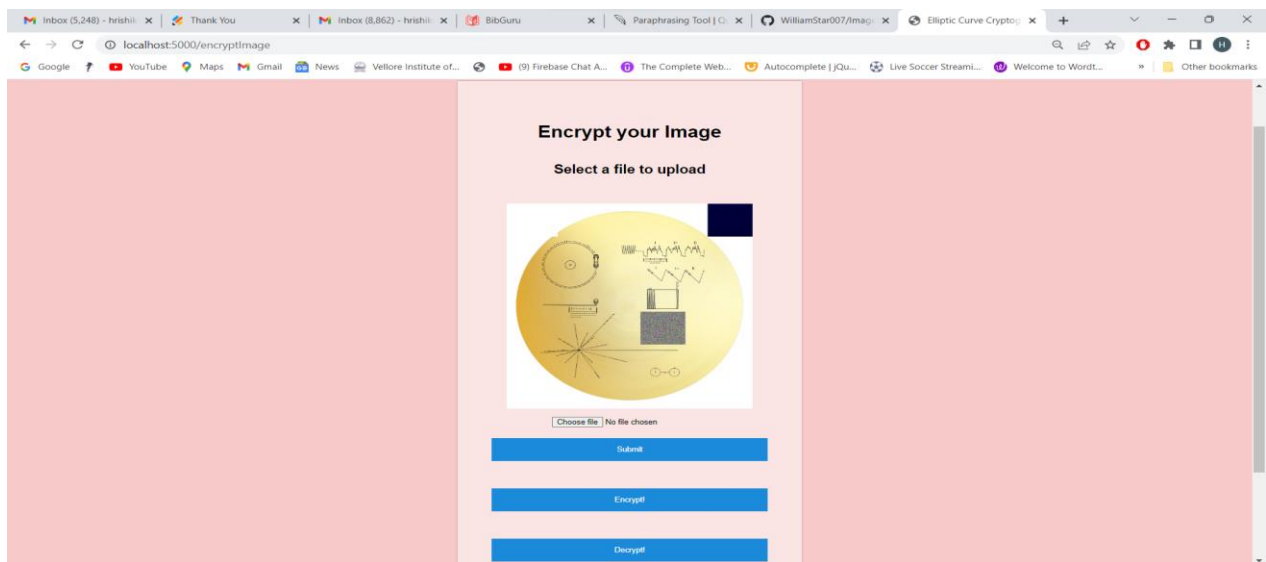 Inbox (5,248) - hrishik
Thank You
Inbox (8,862) - hrishik
BibGuru
Paraphrasing Tool |
WilliamStar007/Imag
Elliptic Curve Cryptog
localhost:5000/encryptImage
Google
YouTube
Maps
Gmail
News
Vellore Institute of...
(9) Firebase Chat A...
The Complete Web...
Autocomplete | jQu...
Live Soccer Streami...
Welcome to Wordt...
»
Other bookmarks
Encrypt your Image
Select a file to upload
Choose file No file chosen
Submit
Encrypt!
Decrypt!